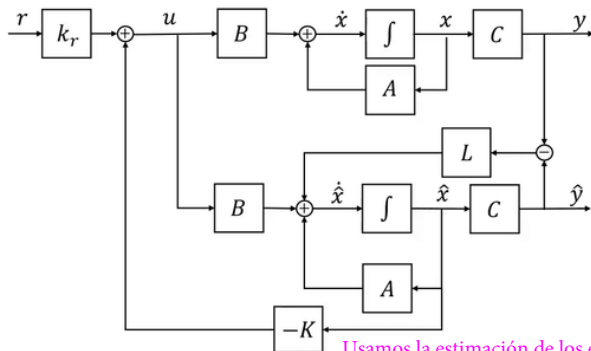 r u ẋ x y
k_r + B + ∫ C
A
L −
B + x̂̇ ∫ x̂ C ŷ
A
−K
Usamos la estimación de los